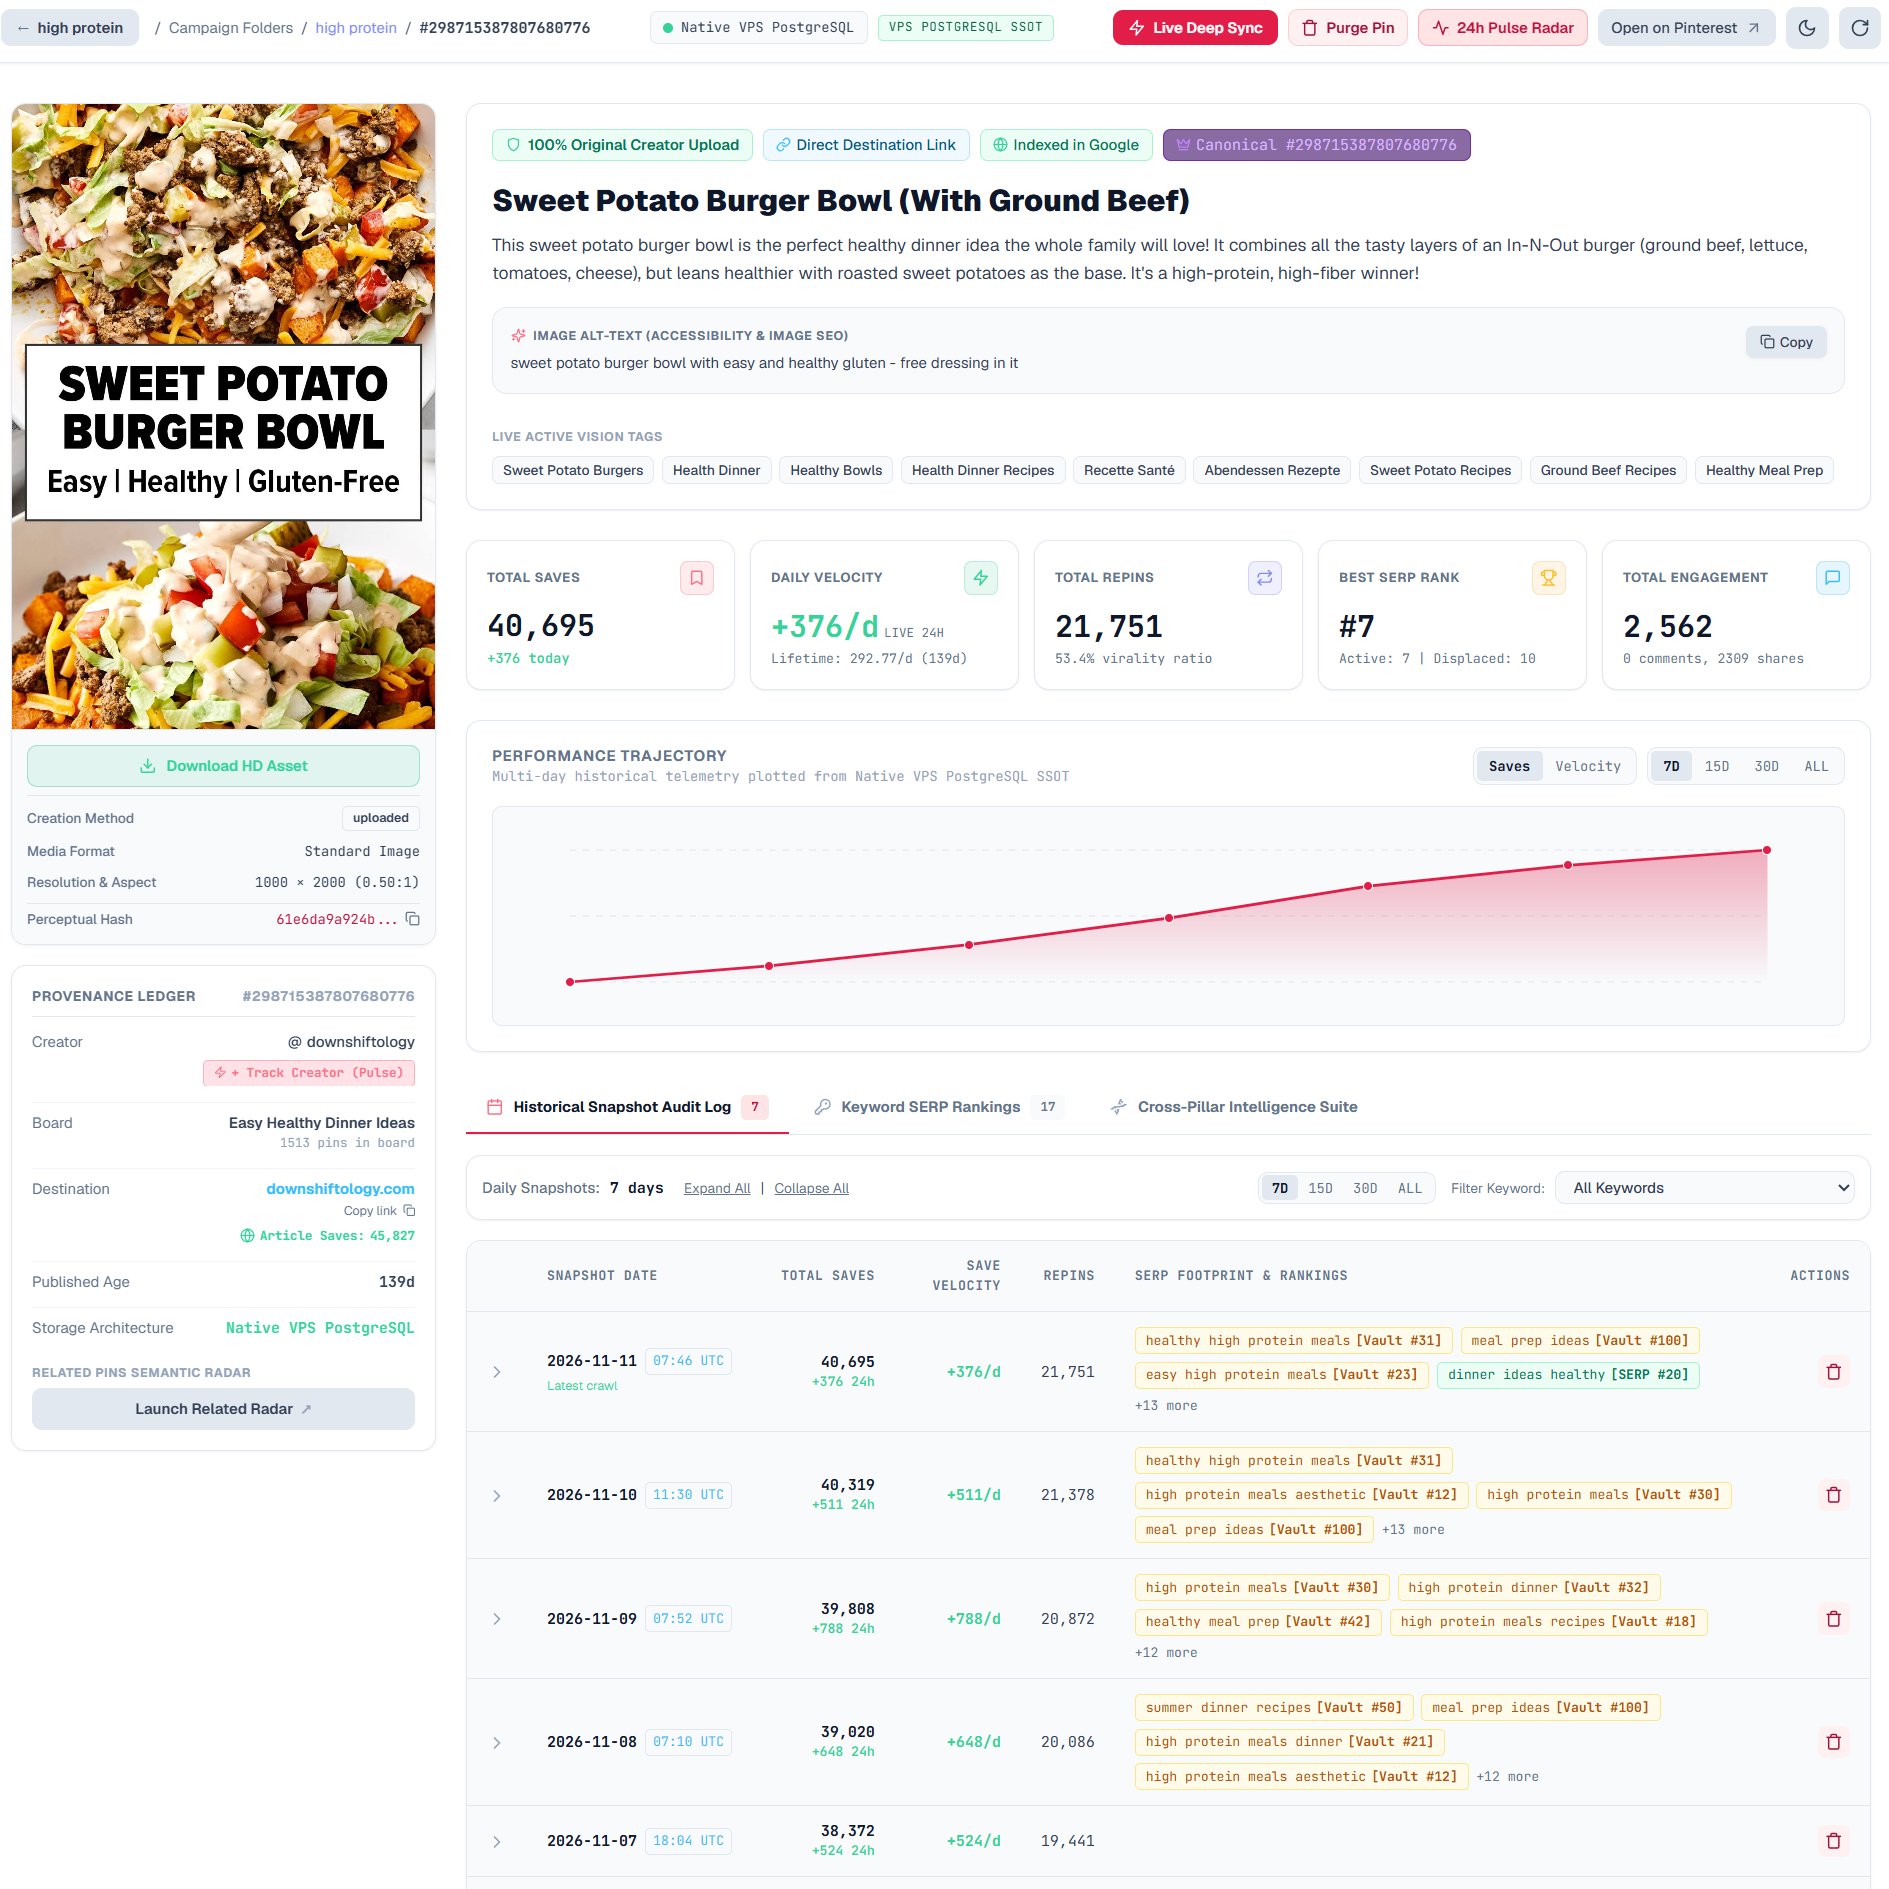 ← high protein / Campaign Folders / high protein / #298715387807680776
Native VPS PostgreSQL
VPS POSTGRESQL SSOT
Live Deep Sync
Purge Pin
24h Pulse Radar
Open on Pinterest ↗
SWEET POTATO
BURGER BOWL
Easy | Healthy | Gluten-Free
Download HD Asset
Creation Method uploaded
Media Format Standard Image
Resolution & Aspect 1000 × 2000 (0.50:1)
Perceptual Hash 61e6da9a924b...
PROVENANCE LEDGER #298715387807680776
Creator @ downshiftology
+ Track Creator (Pulse)
Board Easy Healthy Dinner Ideas
1513 pins in board
Destination downshiftology.com
Copy link
Article Saves: 45,827
Published Age 139d
Storage Architecture Native VPS PostgreSQL
RELATED PINS SEMANTIC RADAR
Launch Related Radar ↗
100% Original Creator Upload
Direct Destination Link
Indexed in Google
Canonical #298715387807680776
Sweet Potato Burger Bowl (With Ground Beef)
This sweet potato burger bowl is the perfect healthy dinner idea the whole family will love! It combines all the tasty layers of an In-N-Out burger (ground beef, lettuce,
tomatoes, cheese), but leans healthier with roasted sweet potatoes as the base. It's a high-protein, high-fiber winner!
IMAGE ALT-TEXT (ACCESSIBILITY & IMAGE SEO)
Copy
sweet potato burger bowl with easy and healthy gluten - free dressing in it
LIVE ACTIVE VISION TAGS
Sweet Potato Burgers Health Dinner Healthy Bowls Health Dinner Recipes Recette Santé Abendessen Rezepte Sweet Potato Recipes Ground Beef Recipes Healthy Meal Prep
TOTAL SAVES
40,695
+376 today
DAILY VELOCITY
+376/d LIVE 24H
Lifetime: 292.77/d (139d)
TOTAL REPINS
21,751
53.4% virality ratio
BEST SERP RANK
#7
Active: 7 | Displaced: 10
TOTAL ENGAGEMENT
2,562
0 comments, 2309 shares
PERFORMANCE TRAJECTORY
Multi-day historical telemetry plotted from Native VPS PostgreSQL SSOT
Saves Velocity
7D 15D 30D ALL
Historical Snapshot Audit Log 7
Keyword SERP Rankings 17
Cross-Pillar Intelligence Suite
Daily Snapshots: 7 days Expand All | Collapse All
7D 15D 30D ALL Filter Keyword: All Keywords
SNAPSHOT DATE TOTAL SAVES SAVE VELOCITY REPINS SERP FOOTPRINT & RANKINGS ACTIONS
2026-11-11 07:46 UTC
Latest crawl
40,695
+376 24h
+376/d
21,751
healthy high protein meals [Vault #31] meal prep ideas [Vault #100]
easy high protein meals [Vault #23] dinner ideas healthy [SERP #20]
+13 more
2026-11-10 11:30 UTC
40,319
+511 24h
+511/d
21,378
healthy high protein meals [Vault #31]
high protein meals aesthetic [Vault #12] high protein meals [Vault #30]
meal prep ideas [Vault #100] +13 more
2026-11-09 07:52 UTC
39,808
+788 24h
+788/d
20,872
high protein meals [Vault #30] high protein dinner [Vault #32]
healthy meal prep [Vault #42] high protein meals recipes [Vault #18]
+12 more
2026-11-08 07:10 UTC
39,020
+648 24h
+648/d
20,086
summer dinner recipes [Vault #50] meal prep ideas [Vault #100]
high protein meals dinner [Vault #21]
high protein meals aesthetic [Vault #12] +12 more
2026-11-07 18:04 UTC
38,372
+524 24h
+524/d
19,441